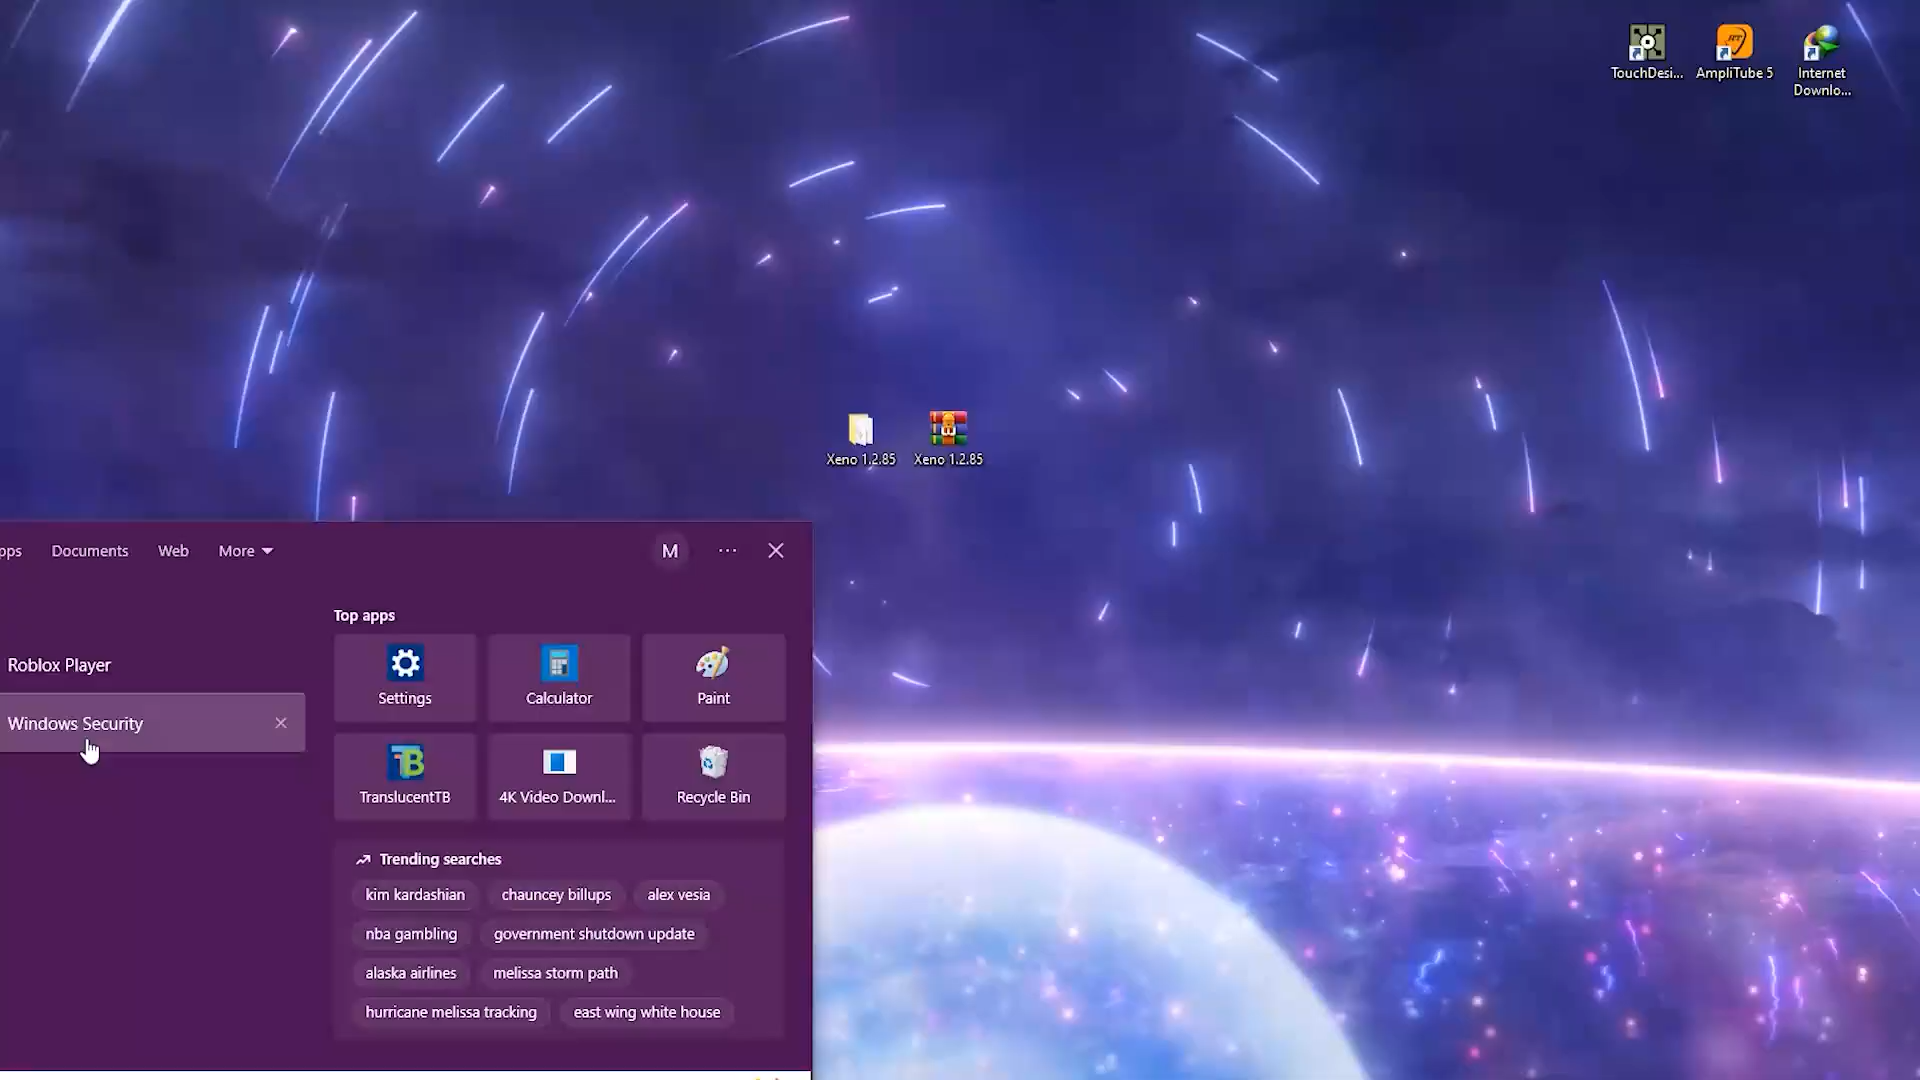 TouchDesi...
AmpliTube 5
Internet
Downlo...
Xeno 1.2.85
Xeno 1.2.85
pps
Documents
Web
More
M
Top apps
Roblox Player
Settings
Calculator
Paint
Windows Security
TranslucentTB
4K Video Downl...
Recycle Bin
Trending searches
kim kardashian
chauncey billups
alex vesia
nba gambling
government shutdown update
alaska airlines
melissa storm path
hurricane melissa tracking
east wing white house